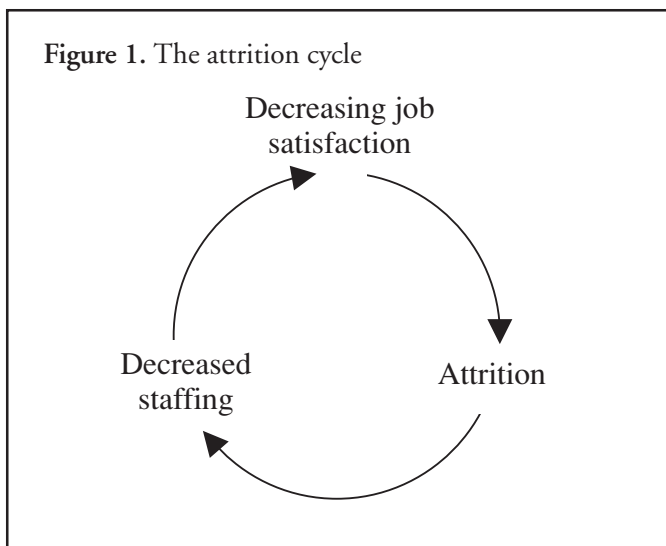 Figure 1. The attrition cycle
Decreasing job
satisfaction
Decreased
staffing
Attrition